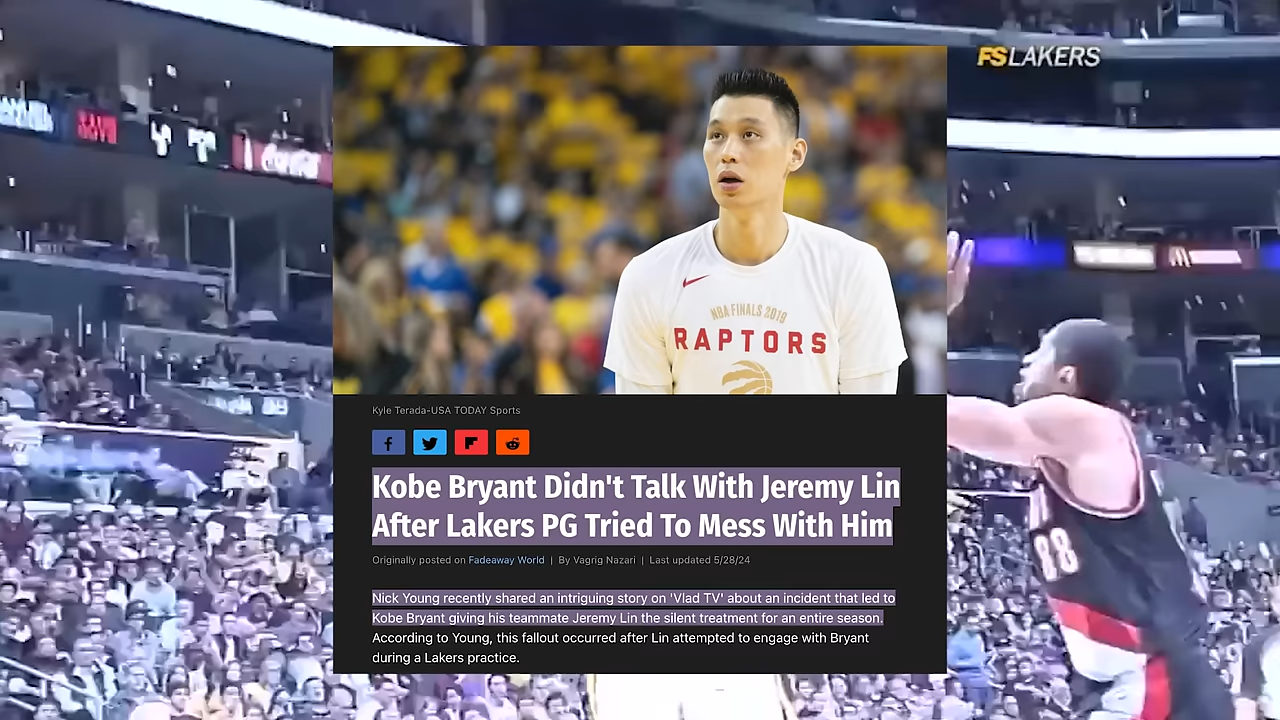 FSLAKERS
NBA FINALS 2019
RAPTORS
Kyle Terada-USA TODAY Sports
Kobe Bryant Didn't Talk With Jeremy Lin
After Lakers PG Tried To Mess With Him
Originally posted on Fadeaway World | By Vagrig Nazari | Last updated 5/28/24
Nick Young recently shared an intriguing story on 'Vlad TV' about an incident that led to
Kobe Bryant giving his teammate Jeremy Lin the silent treatment for an entire season.
According to Young, this fallout occurred after Lin attempted to engage with Bryant
during a Lakers practice.
88